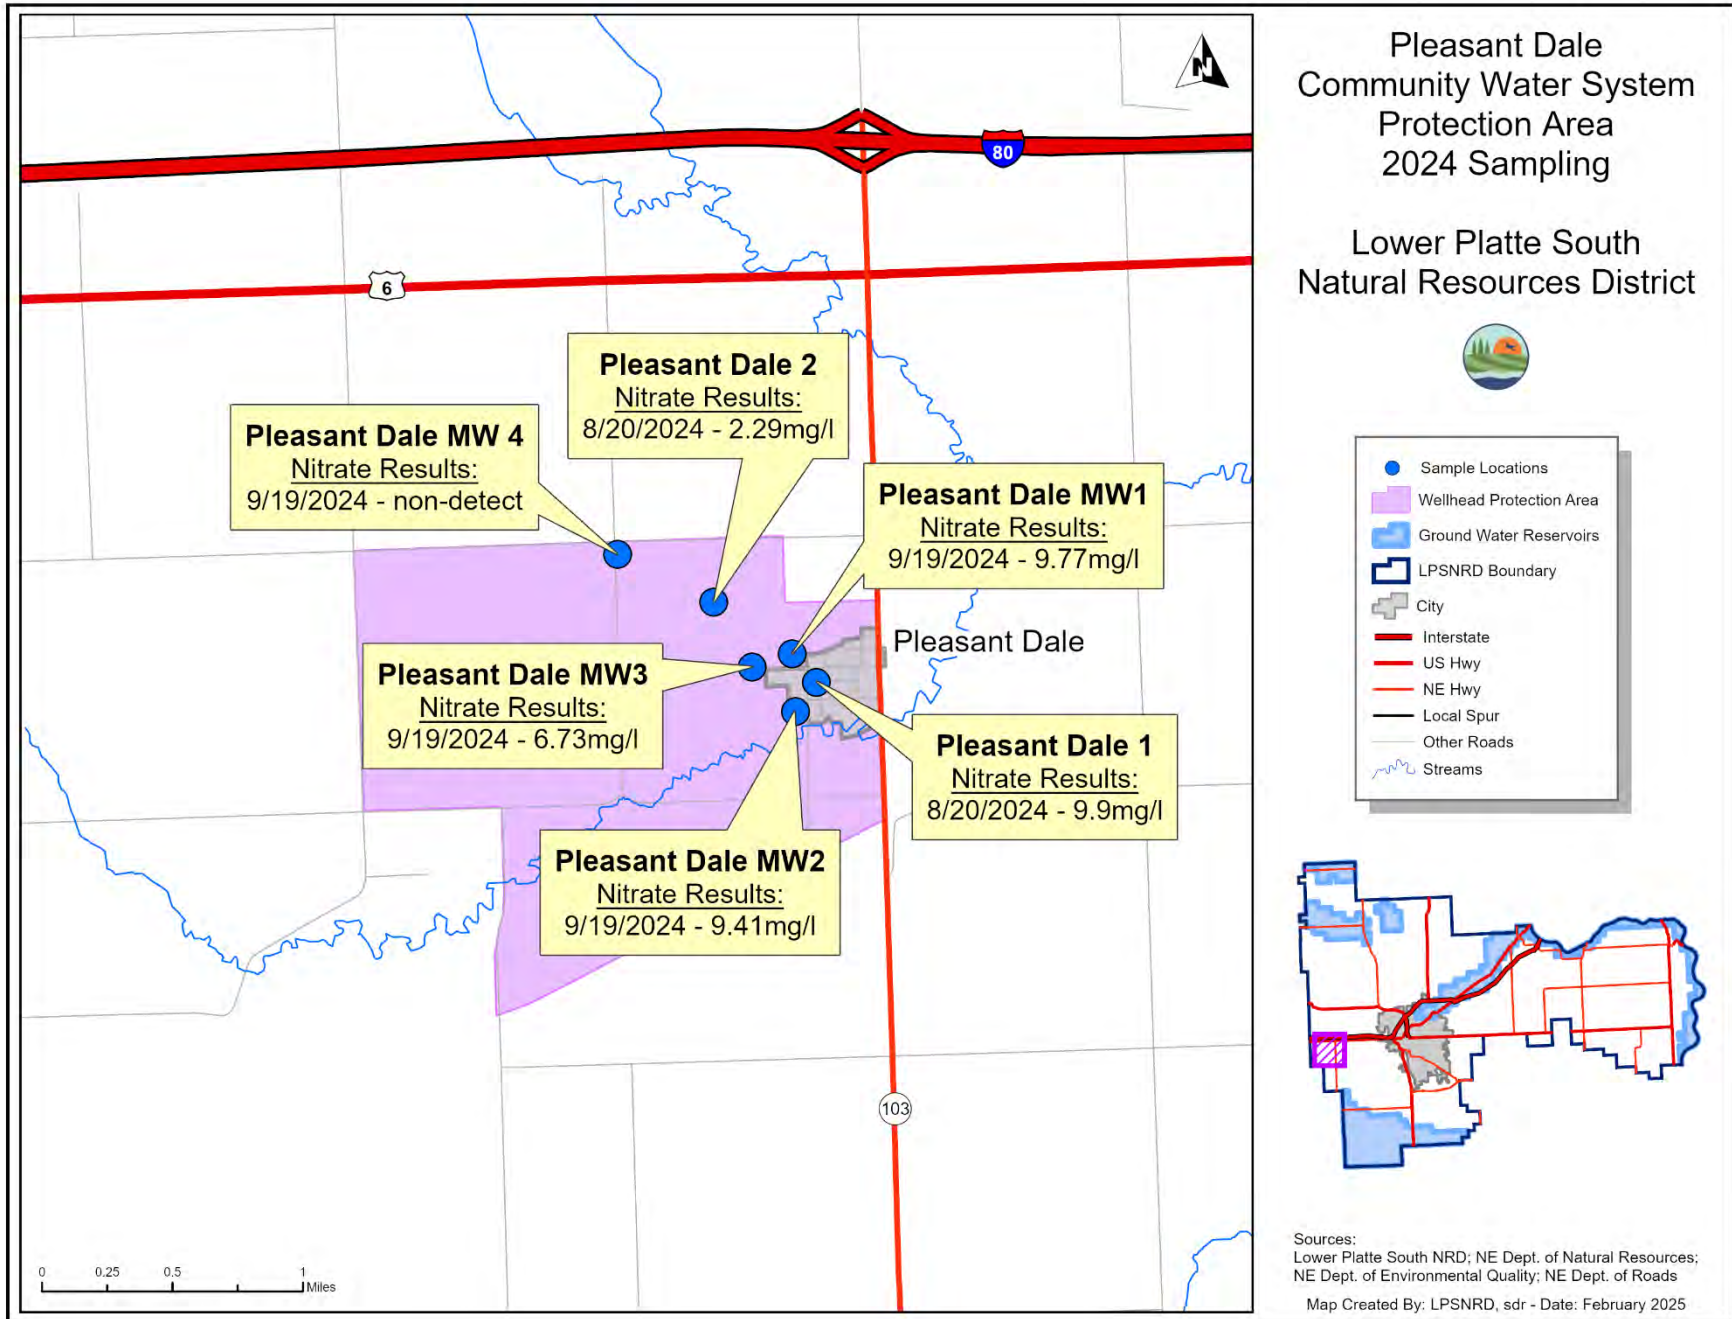 Pleasant Dale
Community Water System
Protection Area
2024 Sampling
Lower Platte South
Natural Resources District
N
80
6
Pleasant Dale 2
Nitrate Results:
8/20/2024 - 2.29mg/l
Pleasant Dale MW 4
Nitrate Results:
9/19/2024 - non-detect
Pleasant Dale MW1
Nitrate Results:
9/19/2024 - 9.77mg/l
Pleasant Dale
Pleasant Dale MW3
Nitrate Results:
9/19/2024 - 6.73mg/l
Pleasant Dale 1
Nitrate Results:
8/20/2024 - 9.9mg/l
Pleasant Dale MW2
Nitrate Results:
9/19/2024 - 9.41mg/l
103
0 0.25 0.5 1
Miles
Sample Locations
Wellhead Protection Area
Ground Water Reservoirs
LPSNRD Boundary
City
Interstate
US Hwy
NE Hwy
Local Spur
Other Roads
Streams
Sources:
Lower Platte South NRD; NE Dept. of Natural Resources;
NE Dept. of Environmental Quality; NE Dept. of Roads
Map Created By: LPSNRD, sdr - Date: February 2025